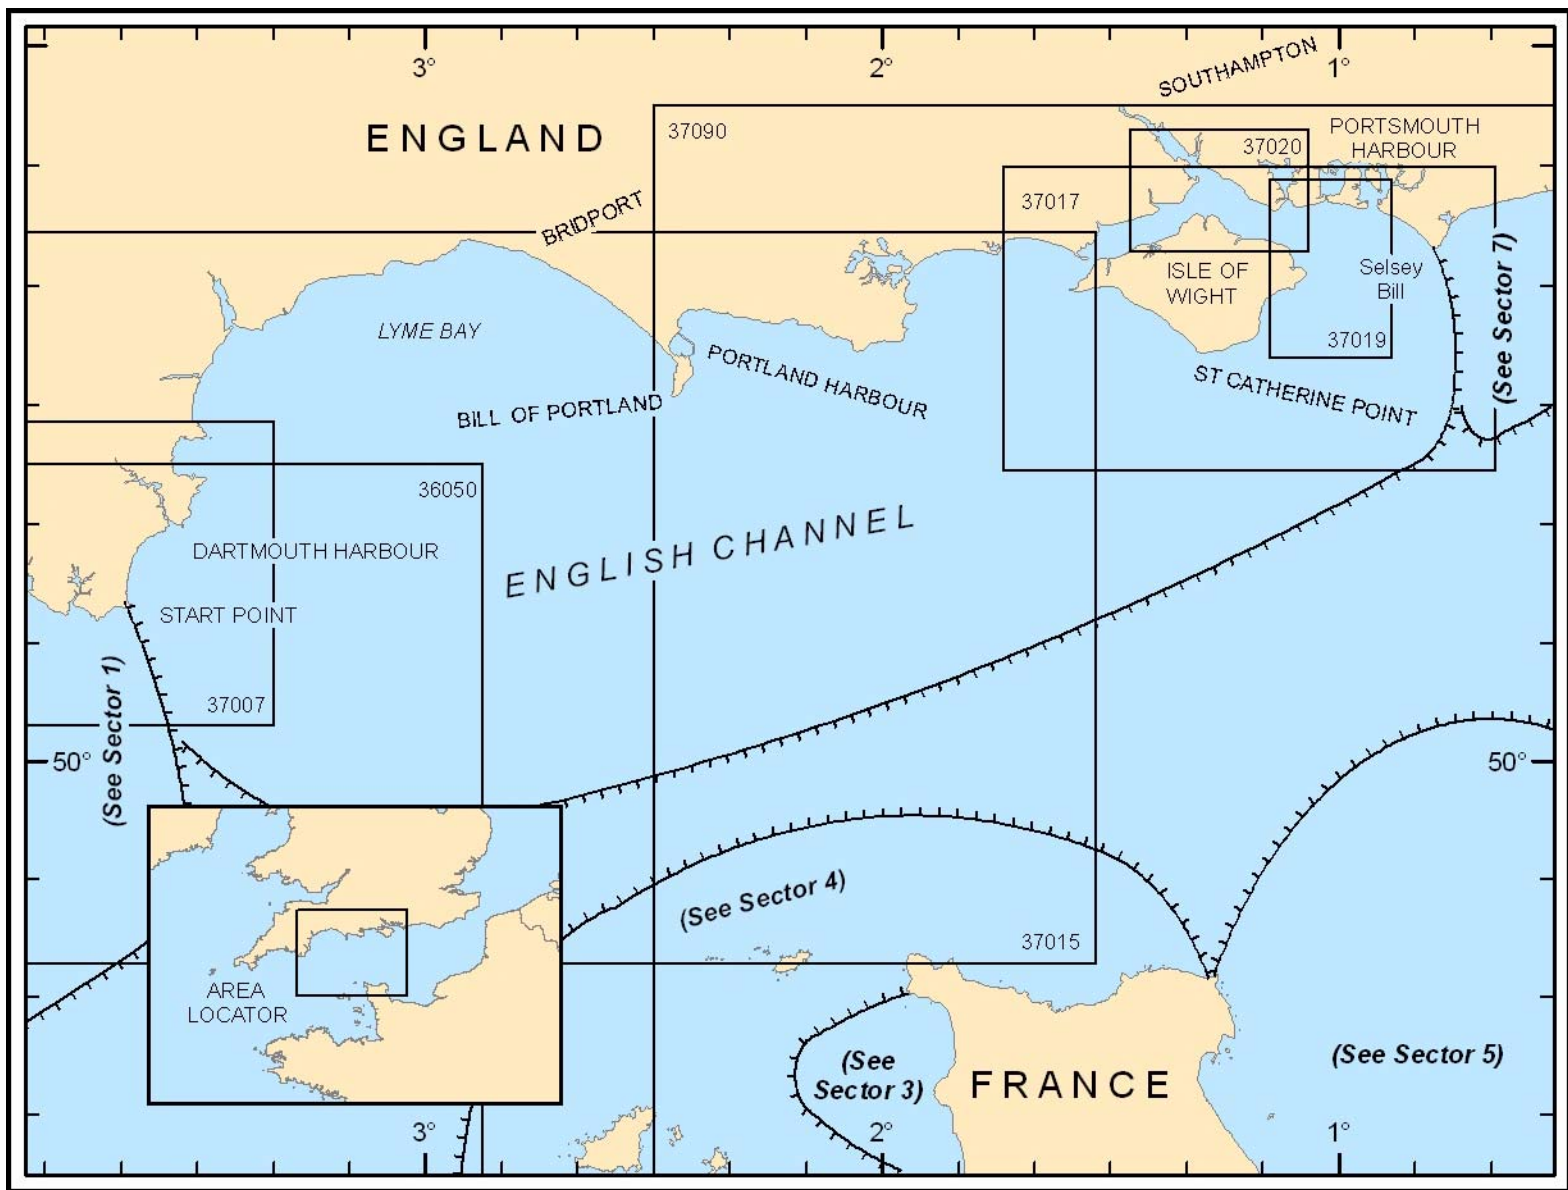 3°
2°
1°
SOUTHAMPTON
ENGLAND
37090
PORTSMOUTH
HARBOUR
37020
37017
BRIDPORT
ISLE OF
WIGHT
Selsey
Bill
(See Sector 7)
LYME BAY
37019
PORTLAND HARBOUR
ST CATHERINE POINT
BILL OF PORTLAND
36050
ENGLISH CHANNEL
DARTMOUTH HARBOUR
START POINT
(See Sector 1)
37007
50°
50°
(See Sector 4)
37015
AREA
LOCATOR
(See
Sector 3)
FRANCE
(See Sector 5)
3°
2°
1°